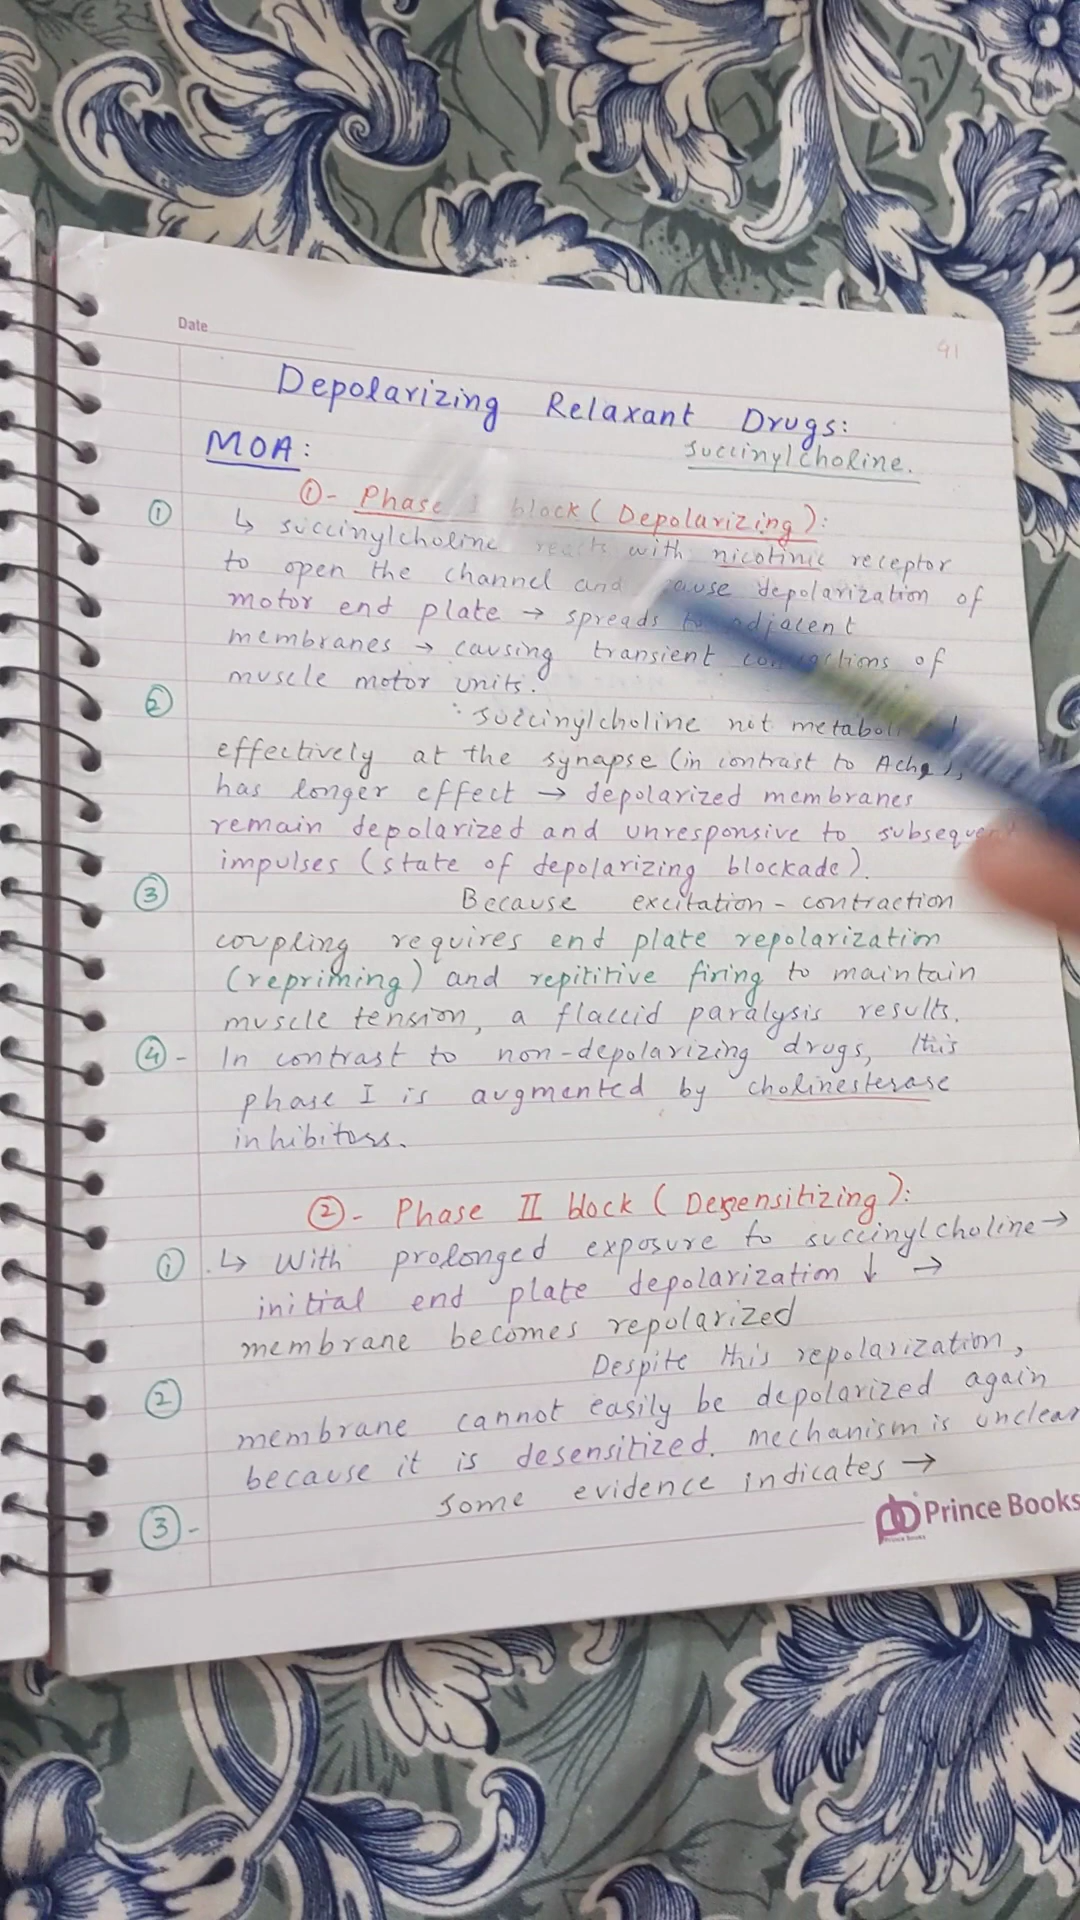 Date
41
Depolarizing Relaxant Drugs:
MOA: succinylcholine.
①- Phase I block (Depolarizing):
① ↳ succinylcholine reacts with nicotinic receptor
to open the channel and cause depolarization of
motor end plate → spreads to adjacent
membranes → causing transient contractions of
muscle motor units.
② ∵ succinylcholine not
effectively at the synapse (in contrast to Ach),
has longer effect → depolarized membranes
remain depolarized and unresponsive to subsequent
impulses (state of depolarizing blockade).
③ Because excitation - contraction
coupling requires end plate repolarization
(repriming) and repititive firing to maintain
muscle tension, a flaccid paralysis results.
④- In contrast to non-depolarizing drugs, this
phase I is augmented by cholinesterase
inhibitors.
②- Phase II block (Desensitizing):
① ↳ With prolonged exposure to succinylcholine →
initial end plate depolarization ↓ →
membrane becomes repolarized
Despite this repolarization,
② membrane cannot easily be depolarized again
because it is desensitized. mechanism is unclear
③- some evidence indicates →
Prince Books